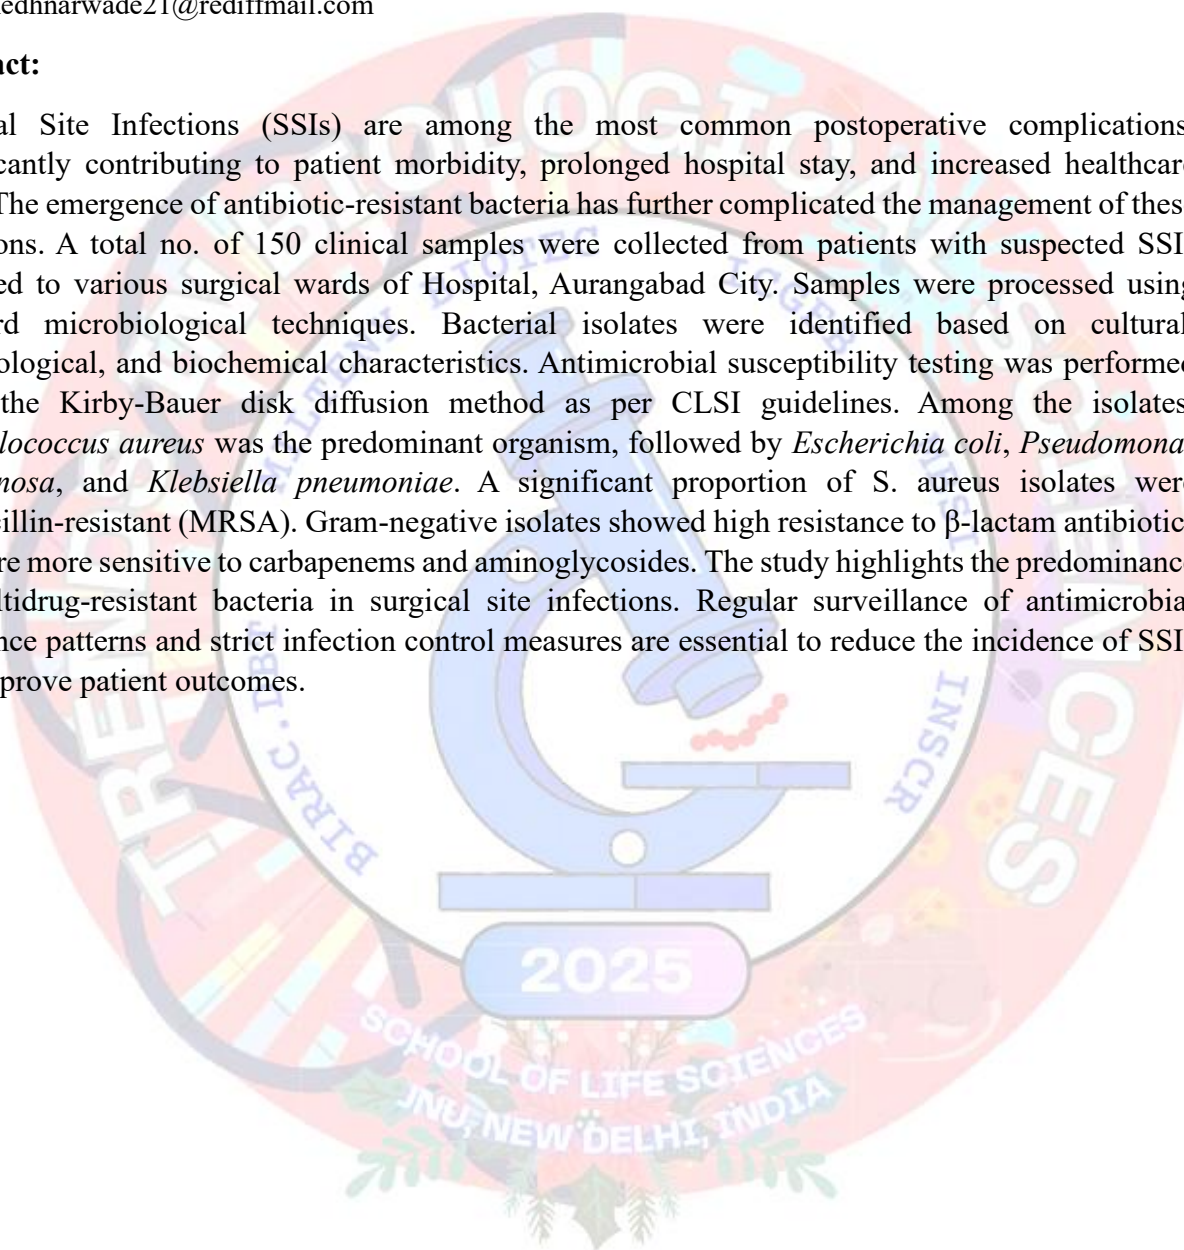 edhnarwade21@rediffmail.com
act:
al Site Infections (SSIs) are among the most common postoperative complications
cantly contributing to patient morbidity, prolonged hospital stay, and increased healthcar
The emergence of antibiotic-resistant bacteria has further complicated the management of thes
ons. A total no. of 150 clinical samples were collected from patients with suspected SSI
ed to various surgical wards of Hospital, Aurangabad City. Samples were processed using
rd microbiological techniques. Bacterial isolates were identified based on cultural
ological, and biochemical characteristics. Antimicrobial susceptibility testing was performed
the Kirby-Bauer disk diffusion method as per CLSI guidelines. Among the isolates
lococcus aureus was the predominant organism, followed by Escherichia coli, Pseudomona
nosa, and Klebsiella pneumoniae. A significant proportion of S. aureus isolates wer
cillin-resistant (MRSA). Gram-negative isolates showed high resistance to β-lactam antibiotic
re more sensitive to carbapenems and aminoglycosides. The study highlights the predominanc
ltidrug-resistant bacteria in surgical site infections. Regular surveillance of antimicrobia
nce patterns and strict infection control measures are essential to reduce the incidence of SSI
prove patient outcomes.
TRENDS
SCIENCES
BIRAC.DBT
INSCR
2025
SCHOOL OF LIFE SCIENCES
JNU, NEW DELHI, INDIA